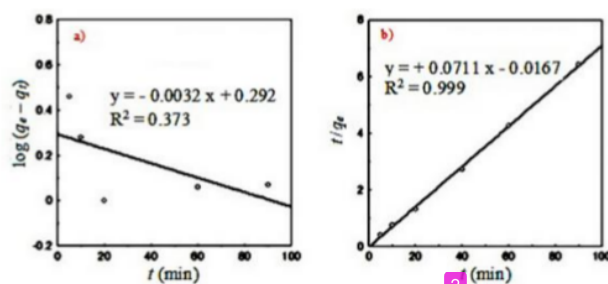 a)
y = - 0.0032 x + 0.292
R² = 0.373
log (qe – qt)
0.8
0.6
0.4
0.2
0
-0.2
0 20 40 60 80 100
t (min)
b)
y = + 0.0711 x - 0.0167
R² = 0.999
t/qe
8
6
4
2
0
0 20 40 60 80 100
(min)